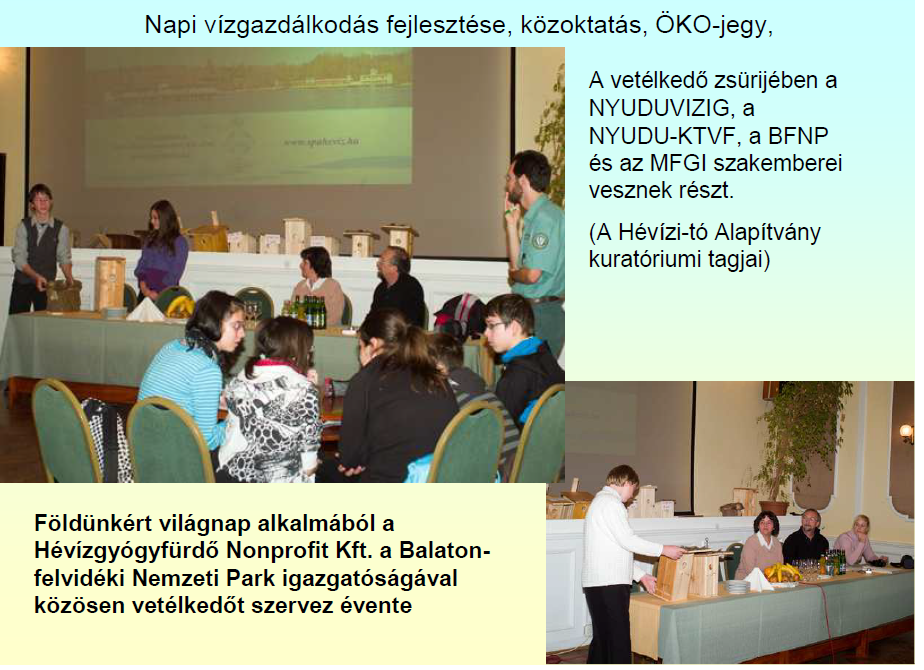 Napi vízgazdálkodás fejlesztése, közoktatás, ÖKO-jegy,
www.spaheviz.hu
A vetélkedő zsürijében a
NYUDUVIZIG, a
NYUDU-KTVF, a BFNP
és az MFGI szakemberei
vesznek részt.
(A Hévízi-tó Alapítvány
kuratóriumi tagjai)
Földünkért világnap alkalmából a
Hévízgyógyfürdő Nonprofit Kft. a Balaton-
felvidéki Nemzeti Park igazgatóságával
közösen vetélkedőt szervez évente